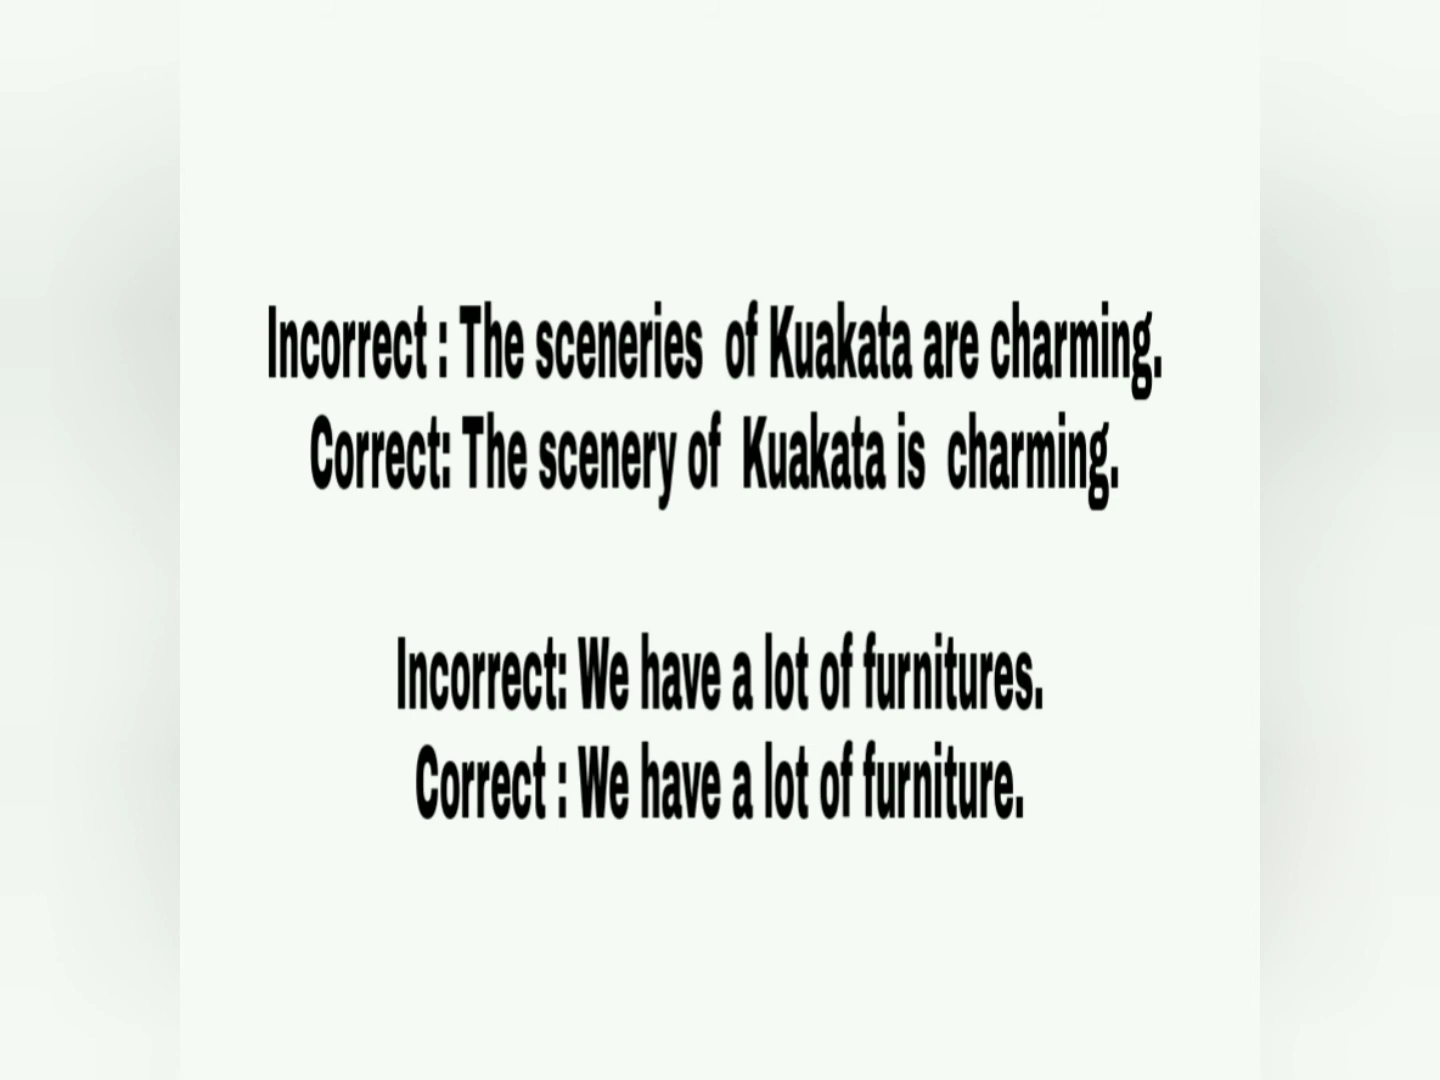 Incorrect : The sceneries of Kuakata are charming.
Correct: The scenery of Kuakata is charming.
Incorrect: We have a lot of furnitures.
Correct : We have a lot of furniture.